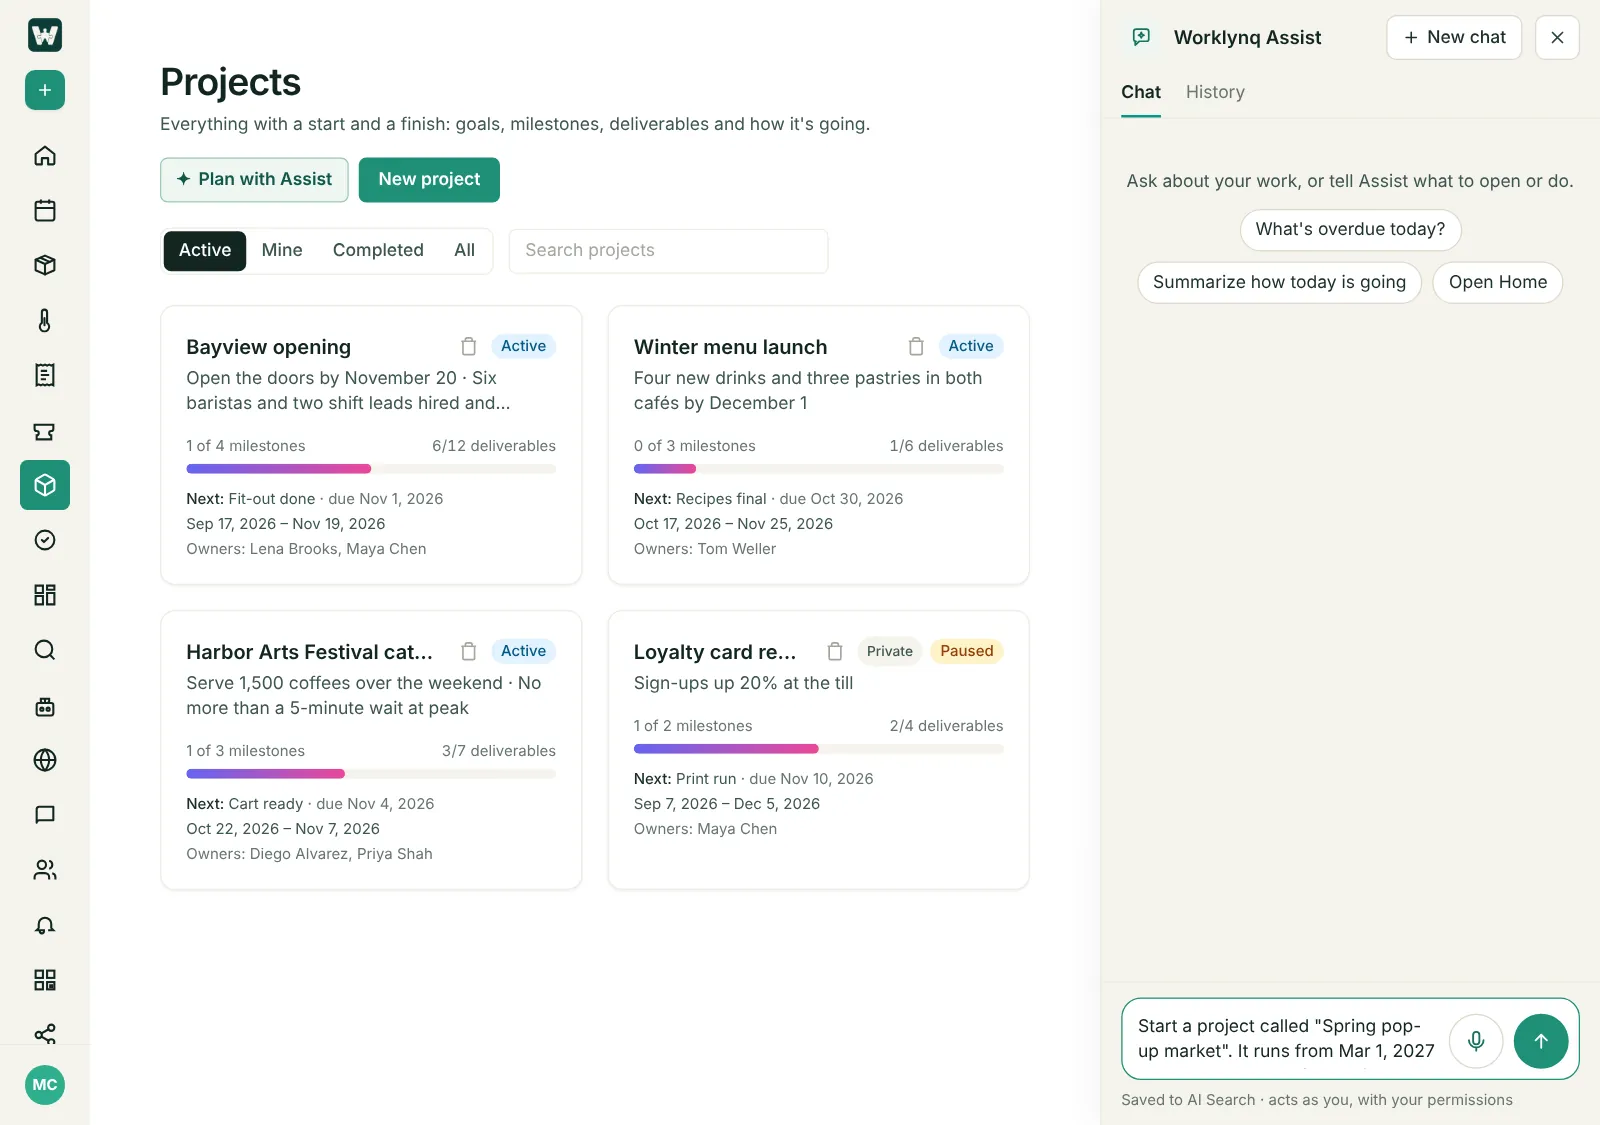 W
Projects
Everything with a start and a finish: goals, milestones, deliverables and how it's going.
Plan with Assist
New project
Active
Mine
Completed
All
Search projects
Bayview opening
Active
Open the doors by November 20 · Six
baristas and two shift leads hired and...
1 of 4 milestones
6/12 deliverables
Next: Fit-out done · due Nov 1, 2026
Sep 17, 2026 – Nov 19, 2026
Owners: Lena Brooks, Maya Chen
Winter menu launch
Active
Four new drinks and three pastries in both
cafés by December 1
0 of 3 milestones
1/6 deliverables
Next: Recipes final · due Oct 30, 2026
Oct 17, 2026 – Nov 25, 2026
Owners: Tom Weller
Harbor Arts Festival cat...
Active
Serve 1,500 coffees over the weekend · No
more than a 5-minute wait at peak
1 of 3 milestones
3/7 deliverables
Next: Cart ready · due Nov 4, 2026
Oct 22, 2026 – Nov 7, 2026
Owners: Diego Alvarez, Priya Shah
Loyalty card re...
Private
Paused
Sign-ups up 20% at the till
1 of 2 milestones
2/4 deliverables
Next: Print run · due Nov 10, 2026
Sep 7, 2026 – Dec 5, 2026
Owners: Maya Chen
MC
Worklynq Assist
New chat
Chat
History
Ask about your work, or tell Assist what to open or do.
What's overdue today?
Summarize how today is going
Open Home
Start a project called "Spring pop-
up market". It runs from Mar 1, 2027
Saved to AI Search · acts as you, with your permissions